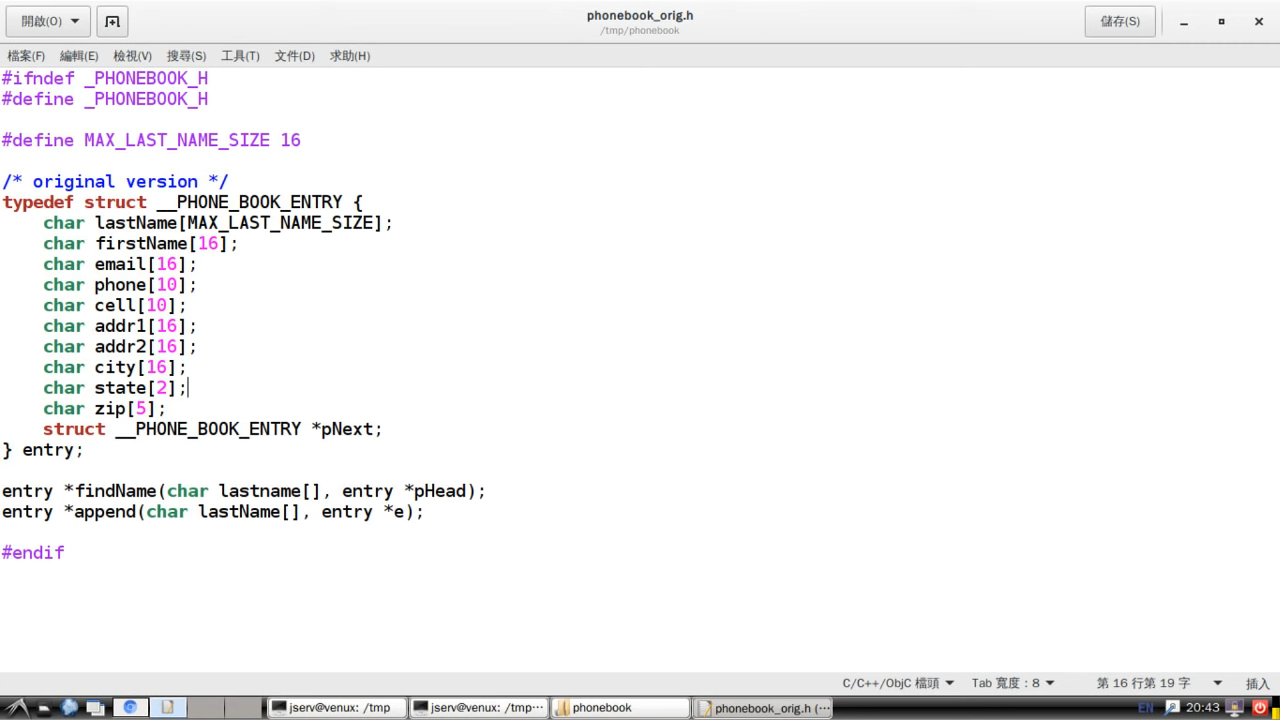 開啟(O)
phonebook_orig.h
/tmp/phonebook
儲存(S)
檔案(F) 編輯(E) 檢視(V) 搜尋(S) 工具(T) 文件(D) 求助(H)
#ifndef _PHONEBOOK_H
#define _PHONEBOOK_H
#define MAX_LAST_NAME_SIZE 16
/* original version */
typedef struct __PHONE_BOOK_ENTRY {
    char lastName[MAX_LAST_NAME_SIZE];
    char firstName[16];
    char email[16];
    char phone[10];
    char cell[10];
    char addr1[16];
    char addr2[16];
    char city[16];
    char state[2];
    char zip[5];
    struct __PHONE_BOOK_ENTRY *pNext;
} entry;
entry *findName(char lastname[], entry *pHead);
entry *append(char lastName[], entry *e);
#endif
C/C++/ObjC 檔頭 Tab 寬度：8 第 16 行第 19 字 插入
jserv@venux: /tmp jserv@venux: /tmp… phonebook phonebook_orig.h (… EN 20:43